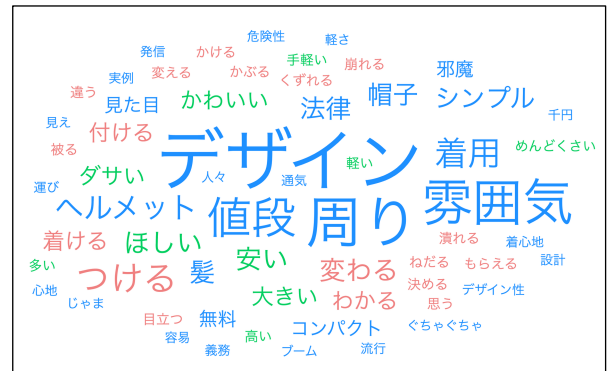 危険性
軽さ
発信
かける
手軽い
崩れる
実例
変える
かぶる
くずれる
邪魔
違う
見た目
かわいい
法律
帽子
シンプル
千円
見え
付ける
被る
デザイン
着用
めんどくさい
軽い
ダサい
人々
通気
運び
ヘルメット
値段
周り
雰囲気
着ける
ほしい
潰れる
着心地
多い
つける
髪
安い
変わる
ねだる
もらえる
設計
心地
じゃま
大きい
わかる
決める
思う
デザイン性
目立つ
無料
コンパクト
ぐちゃぐちゃ
容易
義務
高い
ブーム
流行